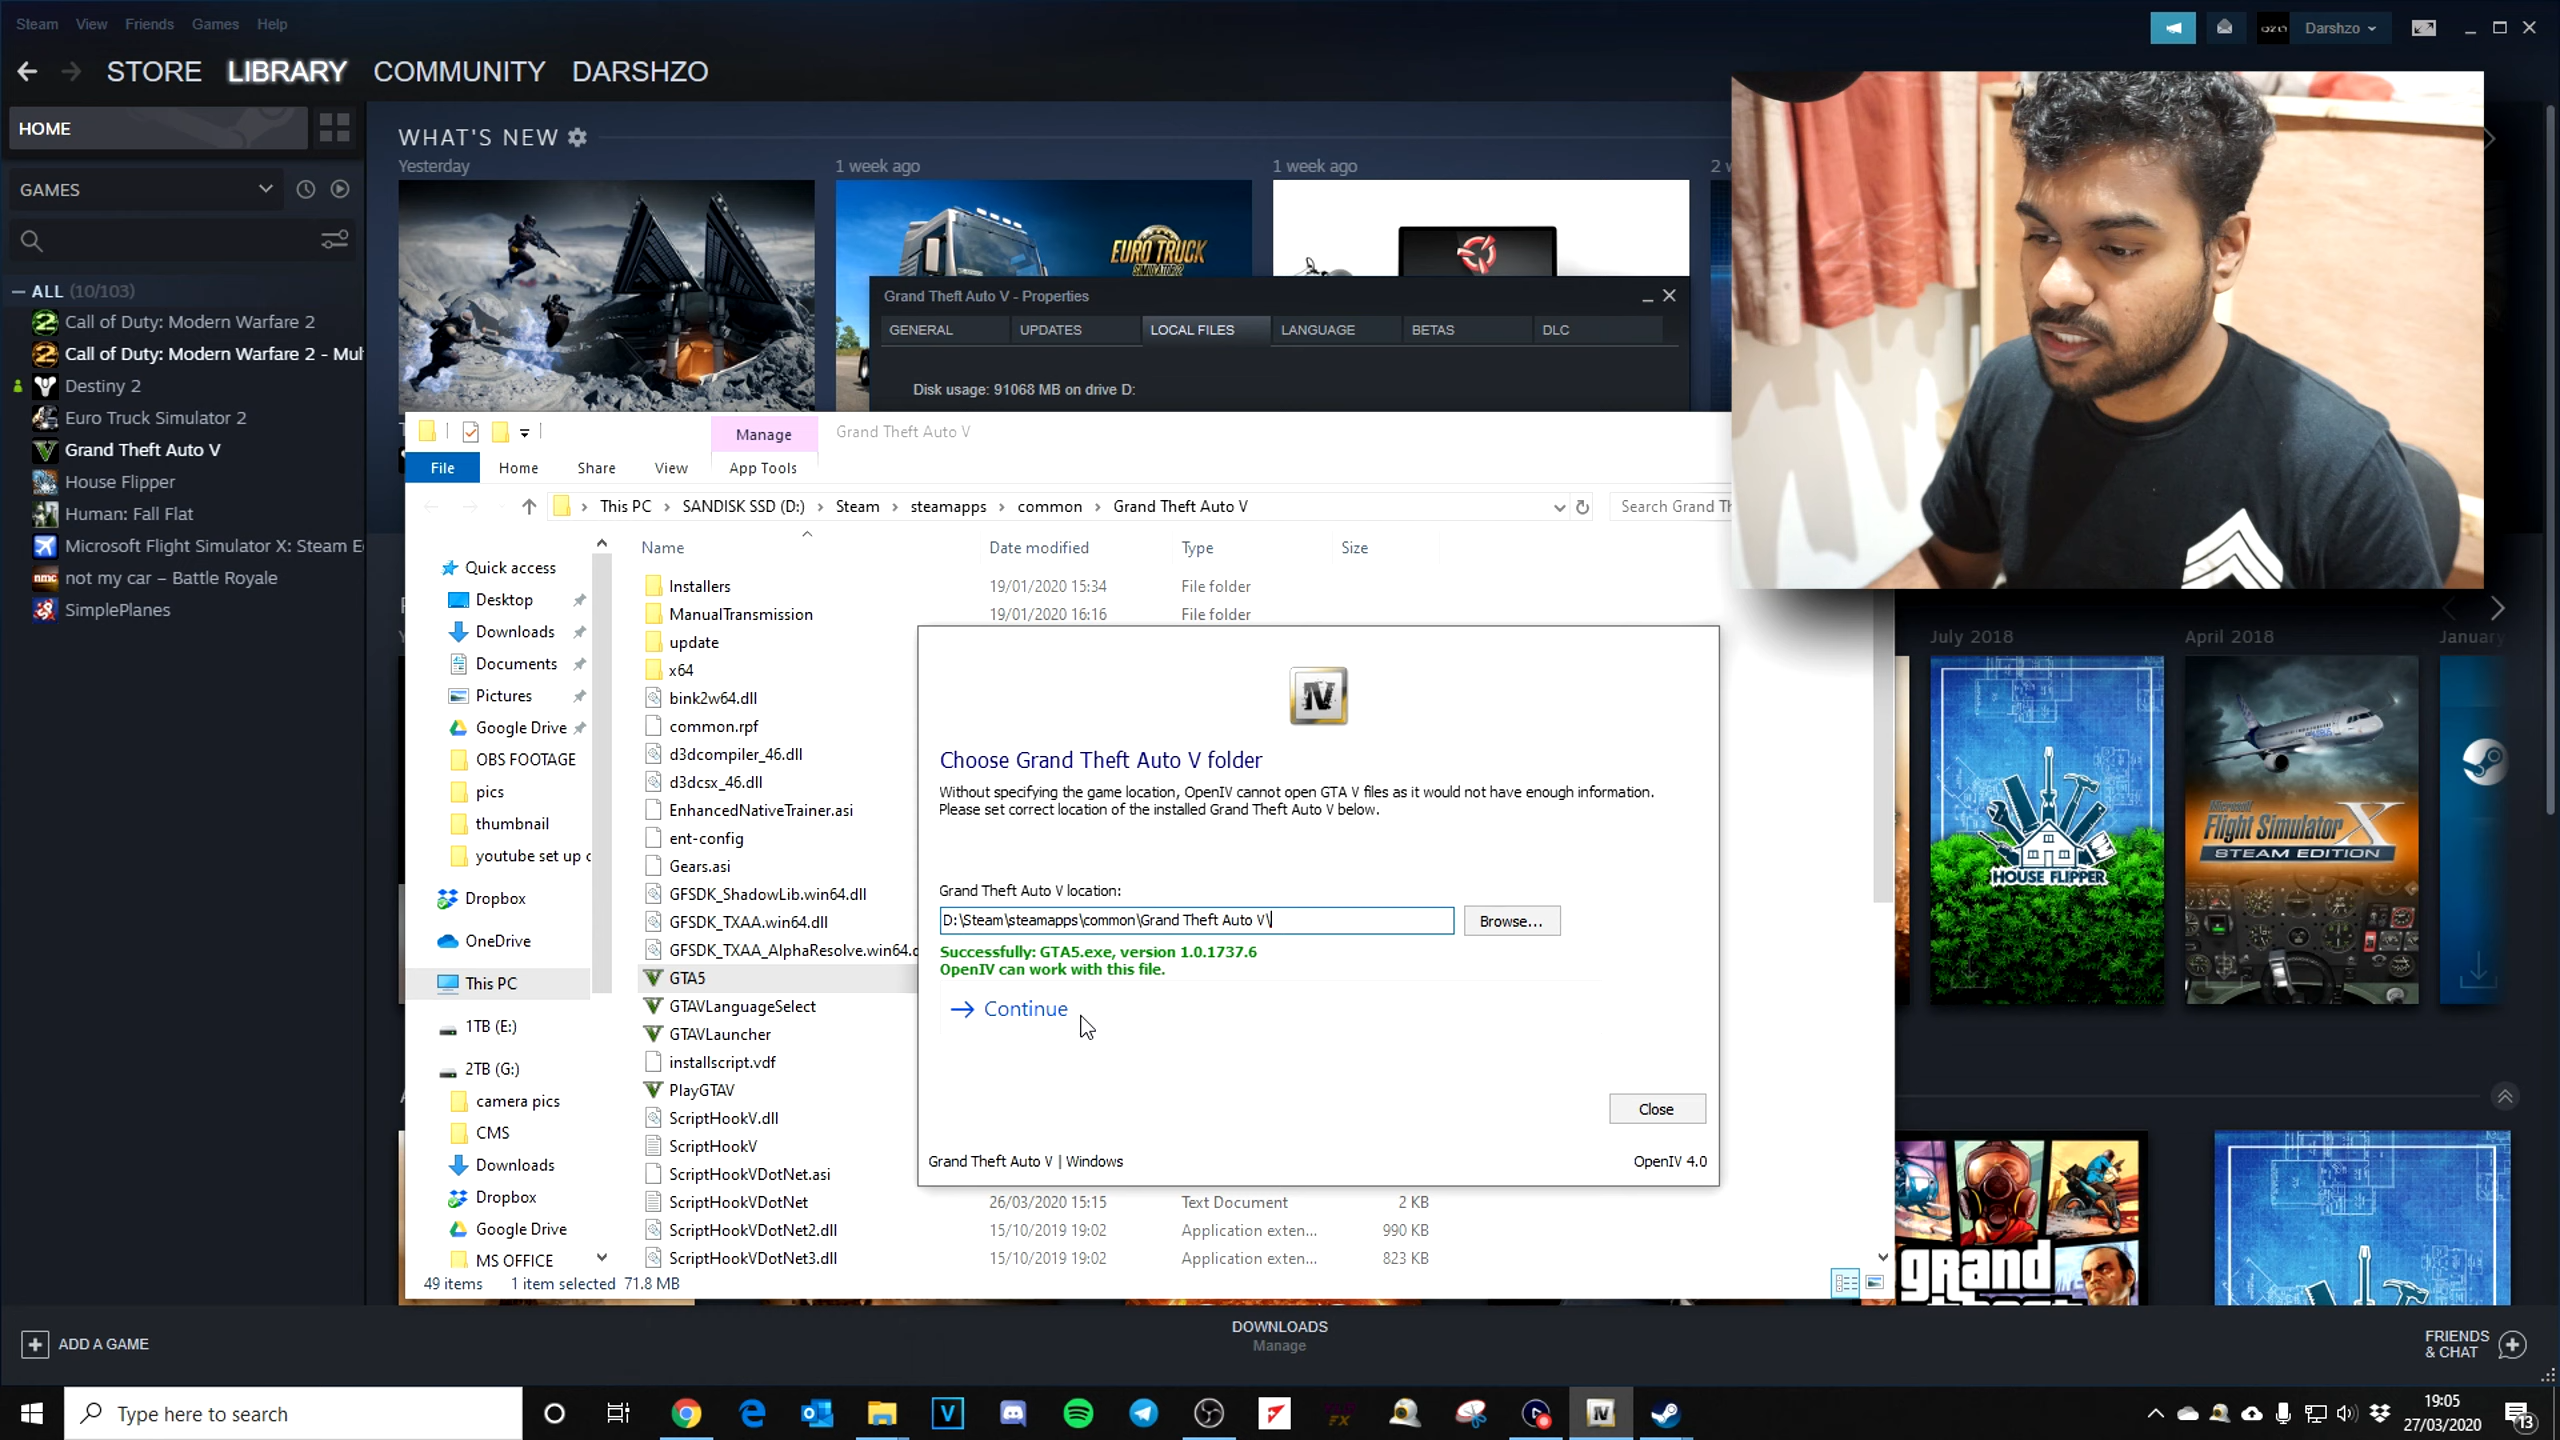 Steam View Friends Games Help
Darshzo
STORE LIBRARY COMMUNITY DARSHZO
HOME
WHAT'S NEW
Yesterday
1 week ago
1 week ago
GAMES
ALL (10/103)
Call of Duty: Modern Warfare 2
Call of Duty: Modern Warfare 2 - Mul
Destiny 2
Euro Truck Simulator 2
Grand Theft Auto V
House Flipper
Human: Fall Flat
Microsoft Flight Simulator X: Steam E
nmc
not my car – Battle Royale
SimplePlanes
EURO TRUCK
SIMULATOR 2
Grand Theft Auto V - Properties
GENERAL UPDATES LOCAL FILES LANGUAGE BETAS DLC
Disk usage: 91068 MB on drive D:
Manage
Grand Theft Auto V
File Home Share View App Tools
This PC > SANDISK SSD (D:) > Steam > steamapps > common > Grand Theft Auto V
Search Grand Th
Name Date modified Type Size
Quick access
Desktop
Downloads
Documents
Pictures
Google Drive
OBS FOOTAGE
pics
thumbnail
youtube set up c
Dropbox
OneDrive
This PC
1TB (E:)
2TB (G:)
camera pics
CMS
Downloads
Dropbox
Google Drive
MS OFFICE
Installers 19/01/2020 15:34 File folder
ManualTransmission 19/01/2020 16:16 File folder
update
x64
bink2w64.dll
common.rpf
d3dcompiler_46.dll
d3dcsx_46.dll
EnhancedNativeTrainer.asi
ent-config
Gears.asi
GFSDK_ShadowLib.win64.dll
GFSDK_TXAA.win64.dll
GFSDK_TXAA_AlphaResolve.win64.d
GTA5
GTAVLanguageSelect
GTAVLauncher
installscript.vdf
PlayGTAV
ScriptHookV.dll
ScriptHookV
ScriptHookVDotNet.asi
ScriptHookVDotNet 26/03/2020 15:15 Text Document 2 KB
ScriptHookVDotNet2.dll 15/10/2019 19:02 Application exten... 990 KB
ScriptHookVDotNet3.dll 15/10/2019 19:02 Application exten... 823 KB
49 items 1 item selected 71.8 MB
IV
Choose Grand Theft Auto V folder
Without specifying the game location, OpenIV cannot open GTA V files as it would not have enough information.
Please set correct location of the installed Grand Theft Auto V below.
Grand Theft Auto V location:
D:\Steam\steamapps\common\Grand Theft Auto V\
Browse...
Successfully: GTA5.exe, version 1.0.1737.6
OpenIV can work with this file.
Continue
Close
Grand Theft Auto V | Windows
OpenIV 4.0
July 2018
April 2018
January
HOUSE FLIPPER
Microsoft
Flight Simulator X
STEAM EDITION
grand
ADD A GAME
DOWNLOADS
Manage
FRIENDS
& CHAT
Type here to search
19:05
27/03/2020
13